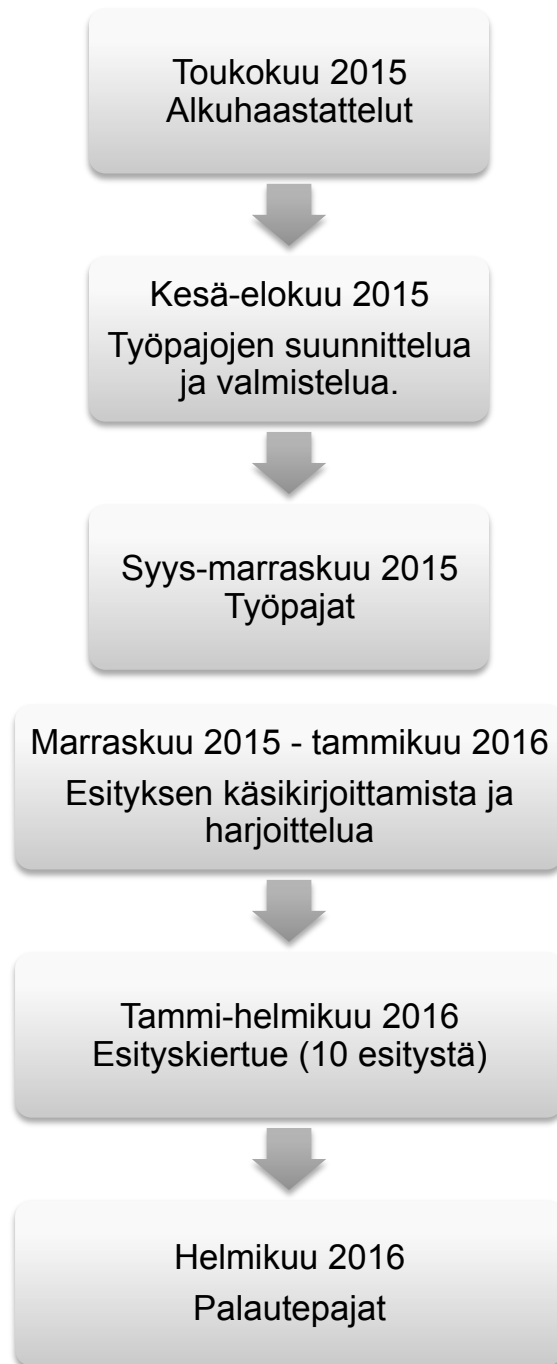 Toukokuu 2015
Alkuhaastattelut
Kesä-elokuu 2015
Työpajojen suunnittelua
ja valmistelua.
Syys-marraskuu 2015
Työpajat
Marraskuu 2015 - tammikuu 2016
Esityksen käsikirjoittamista ja
harjoittelua
Tammi-helmikuu 2016
Esityskiertue (10 esitystä)
Helmikuu 2016
Palautepajat